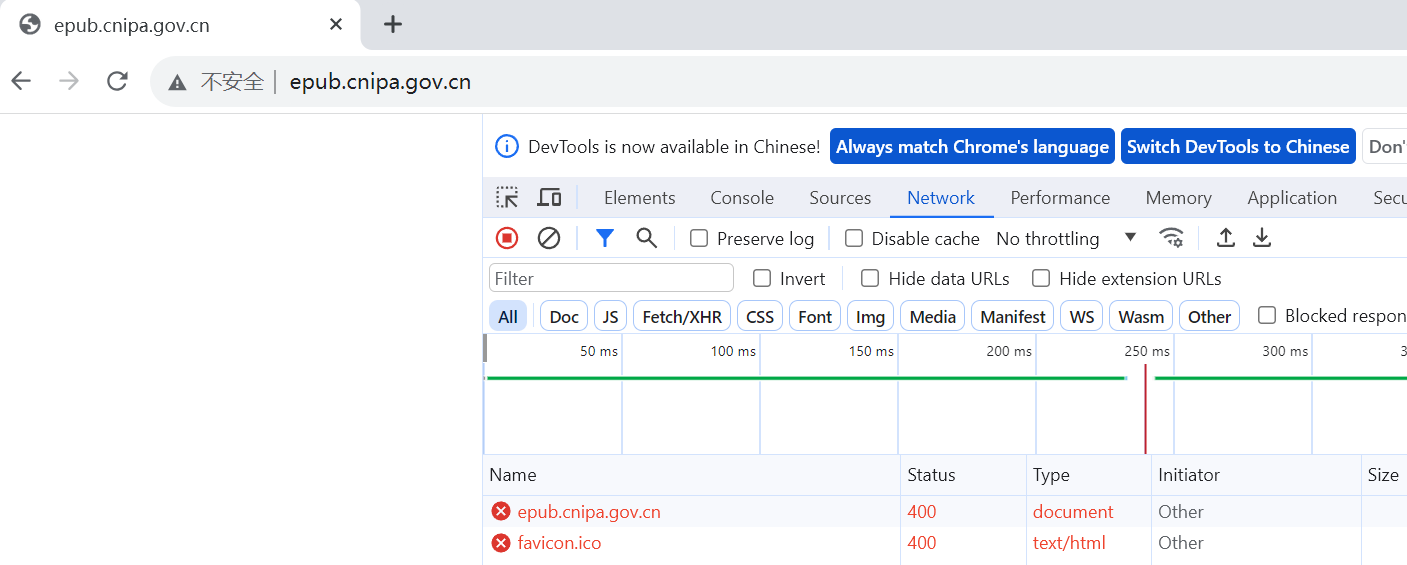 epub.cnipa.gov.cn
不安全 epub.cnipa.gov.cn
DevTools is now available in Chinese! Always match Chrome's language Switch DevTools to Chinese Don'
Elements Console Sources Network Performance Memory Application Secu
Preserve log Disable cache No throttling
Filter Invert Hide data URLs Hide extension URLs
All Doc JS Fetch/XHR CSS Font Img Media Manifest WS Wasm Other Blocked respon
50 ms 100 ms 150 ms 200 ms 250 ms 300 ms 3
Name Status Type Initiator Size
epub.cnipa.gov.cn 400 document Other
favicon.ico 400 text/html Other